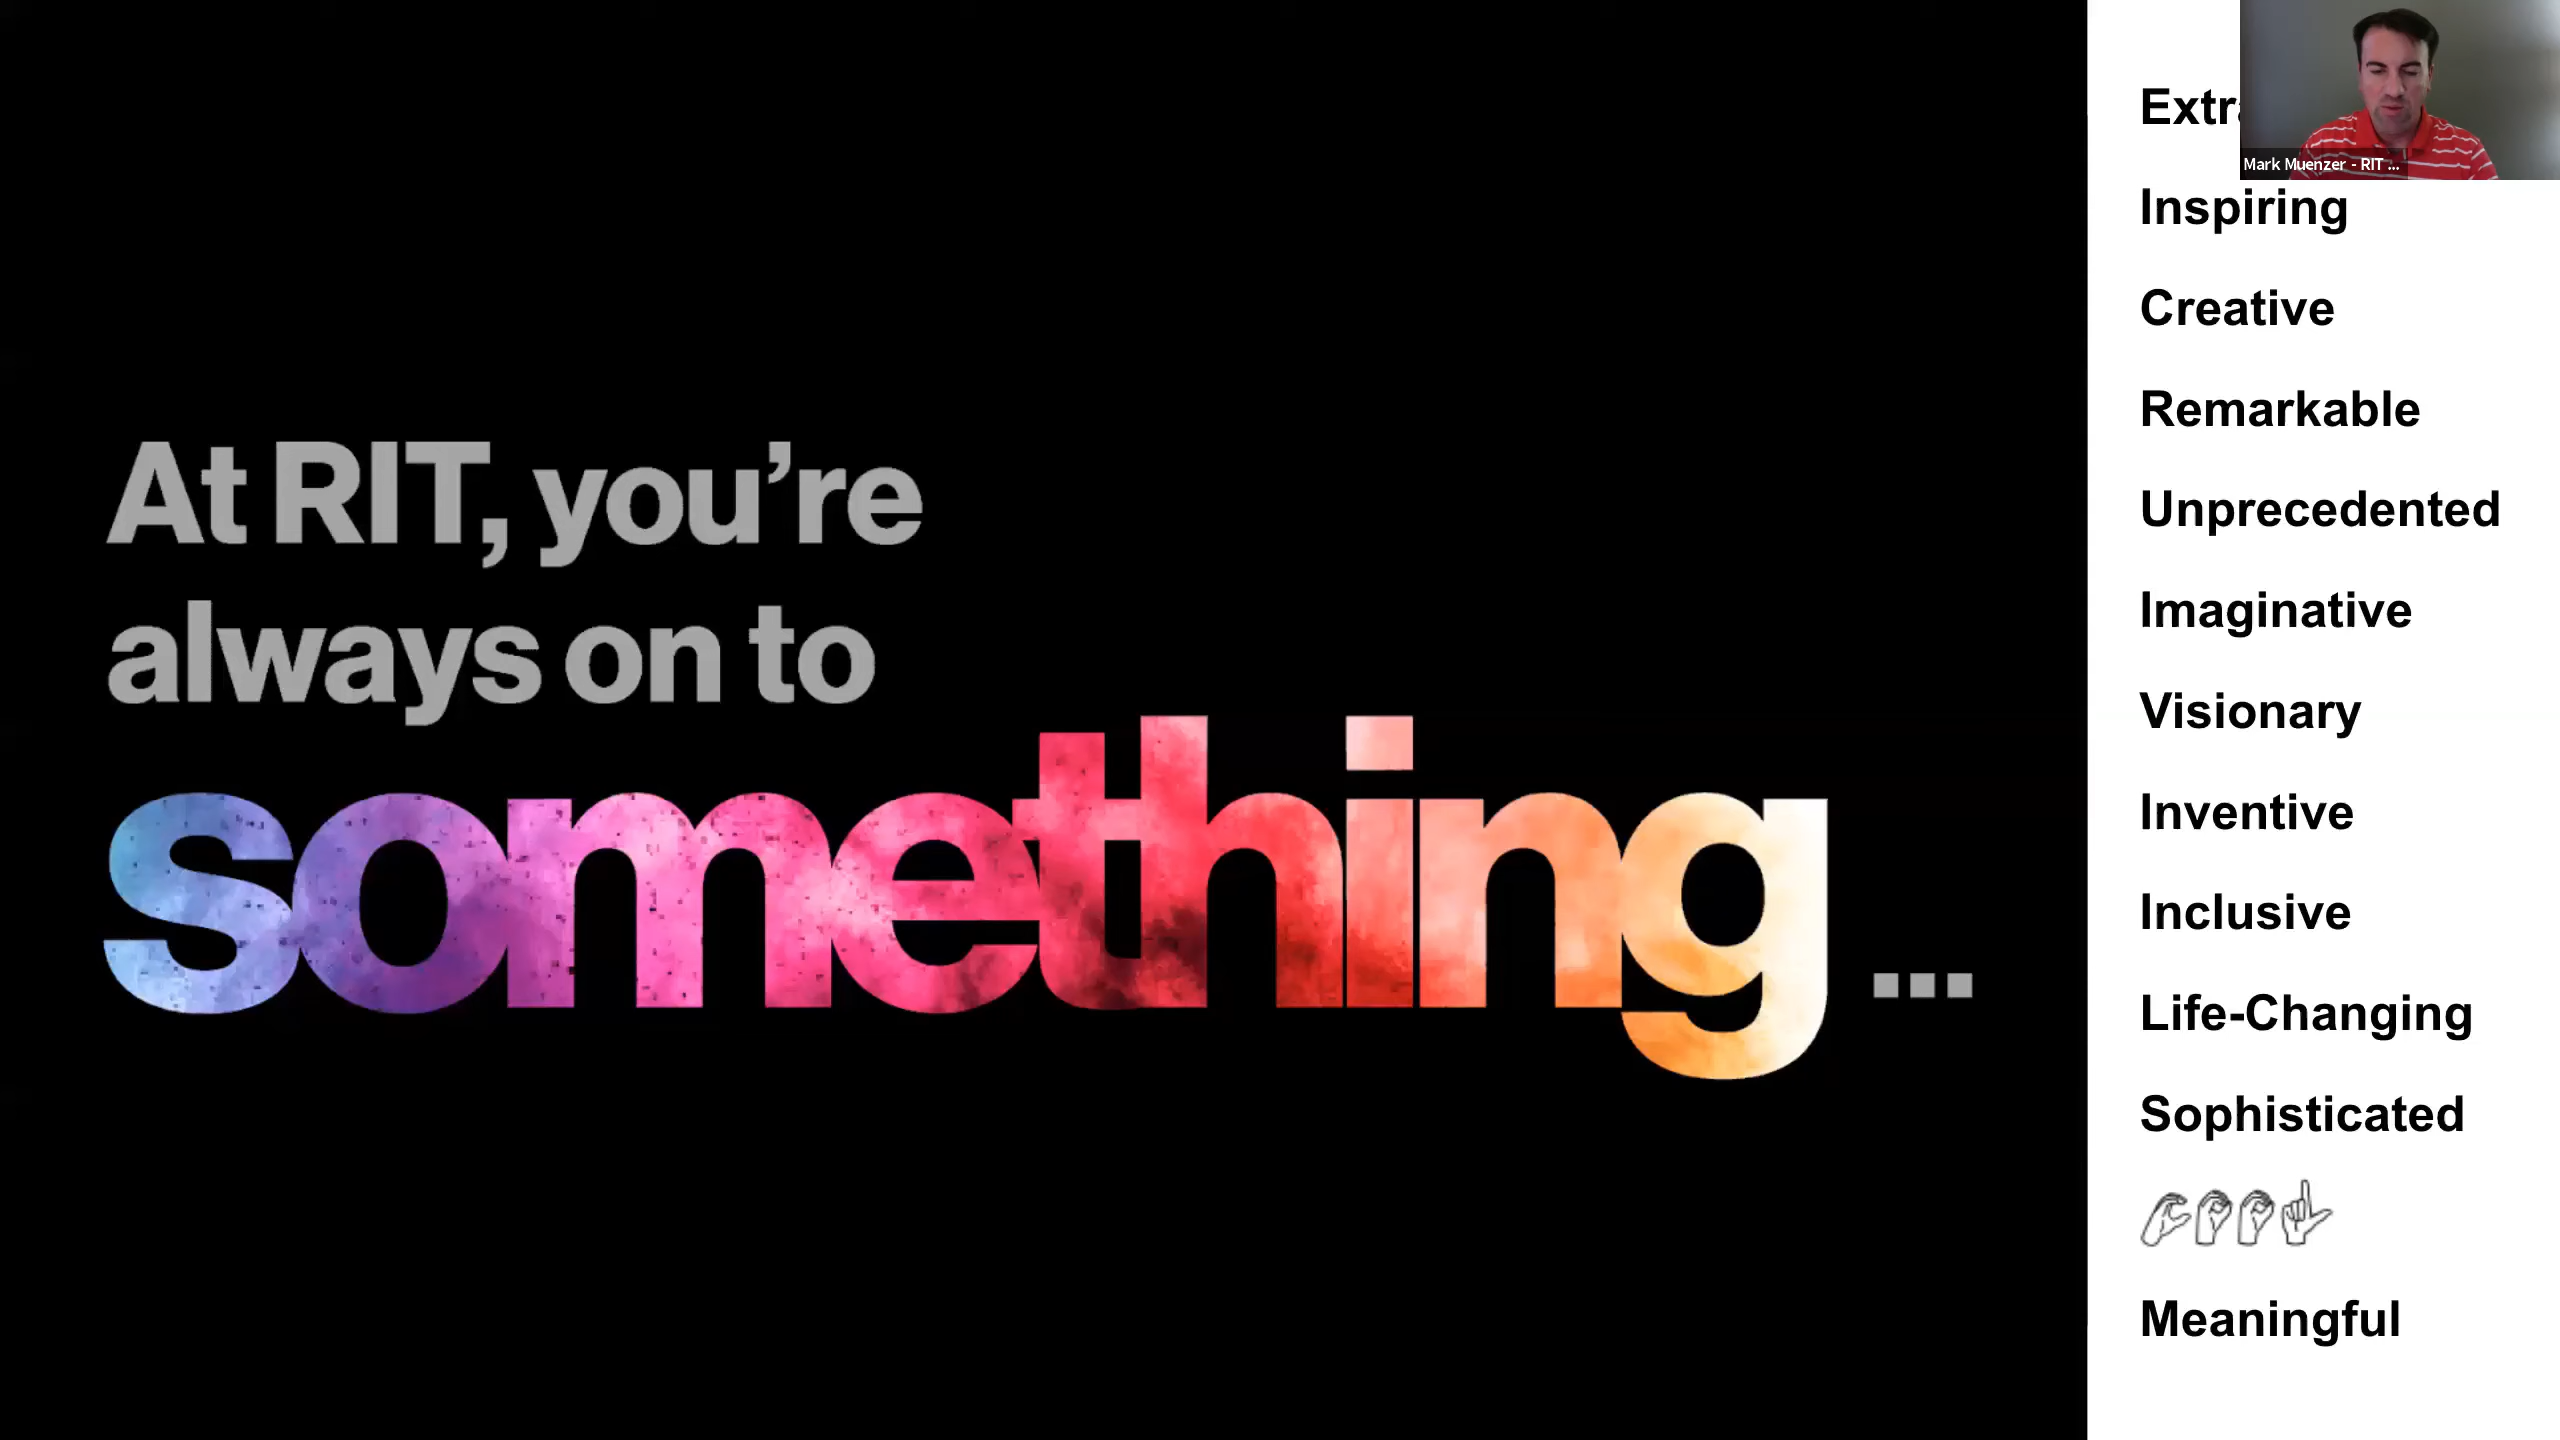 At RIT, you’re
always on to
something...
Mark Muenzer - RIT ...
Inspiring
Creative
Remarkable
Unprecedented
Imaginative
Visionary
Inventive
Inclusive
Life-Changing
Sophisticated
Meaningful